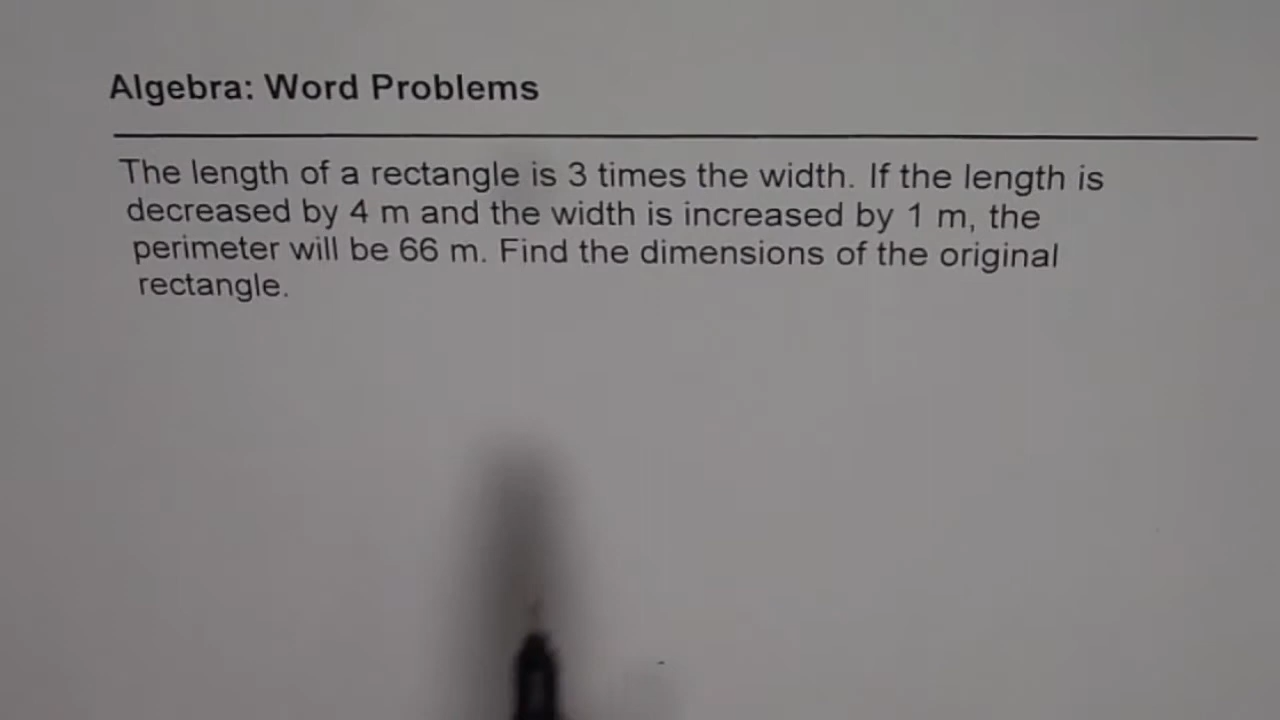 Algebra: Word Problems
The length of a rectangle is 3 times the width. If the length is
decreased by 4 m and the width is increased by 1 m, the
perimeter will be 66 m. Find the dimensions of the original
rectangle.